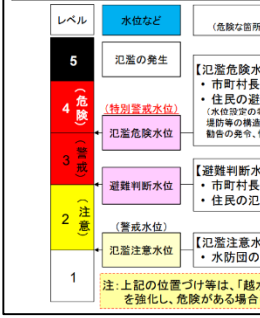 レベル 水位など (危険な箇所
5 氾濫の発生
4 (危険)
(特別警戒水位)
氾濫危険水位
【氾濫危険水
・ 市町村長
・ 住民の避
(水位設定の
堤防等の構造
勧告の発令、
3 (警戒)
避難判断水位
【避難判断水
・ 市町村長
・ 住民の氾
2 (注意)
(警戒水位)
氾濫注意水位
【氾濫注意水
・ 水防団の
1
注:上記の位置づけ等は、「越水
を強化し、危険がある場合